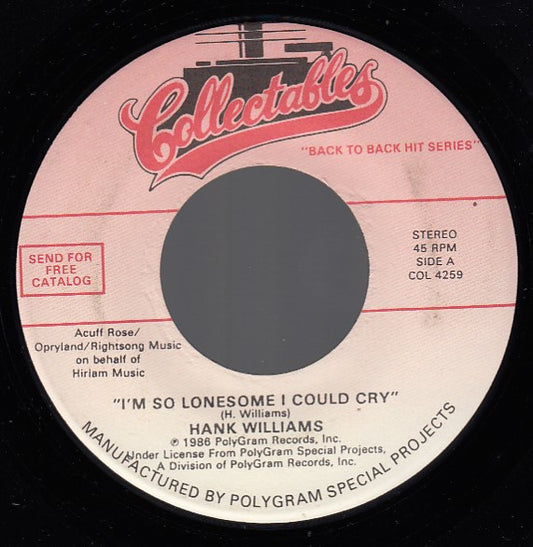 Collectables
"BACK TO BACK HIT SERIES"
SEND FOR
FREE
CATALOG
STEREO
45 RPM
SIDE A
COL 4259
Acuff Rose/
Opryland/Rightsong Music
on behalf of
Hiriam Music
"I'M SO LONESOME I COULD CRY"
(H. Williams)
HANK WILLIAMS
℗ 1986 PolyGram Records, Inc.
Under License From PolyGram Special Projects,
A Division of PolyGram Records, Inc.
MANUFACTURED BY POLYGRAM SPECIAL PROJECTS